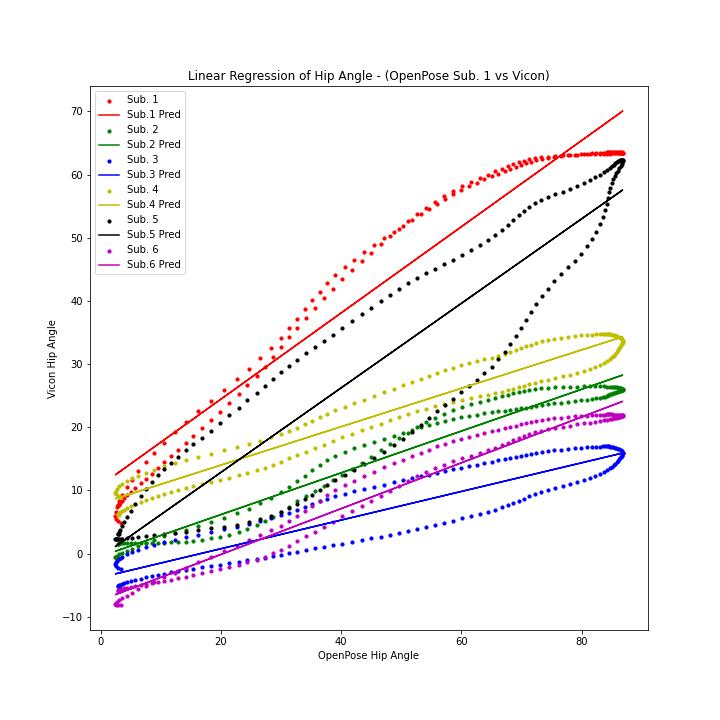 Linear Regression of Hip Angle - (OpenPose Sub. 1 vs Vicon)
Sub. 1
Sub.1 Pred
Sub. 2
Sub.2 Pred
Sub. 3
Sub.3 Pred
Sub. 4
Sub.4 Pred
Sub. 5
Sub.5 Pred
Sub. 6
Sub.6 Pred
Vicon Hip Angle
70
60
50
40
30
20
10
0
−10
0 20 40 60 80
OpenPose Hip Angle